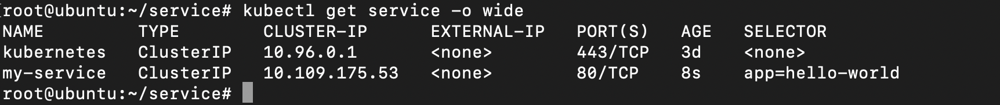 root@ubuntu:~/service# kubectl get service -o wide
NAME         TYPE        CLUSTER-IP      EXTERNAL-IP   PORT(S)   AGE   SELECTOR
kubernetes   ClusterIP   10.96.0.1       <none>        443/TCP   3d    <none>
my-service   ClusterIP   10.109.175.53   <none>        80/TCP    8s    app=hello-world
root@ubuntu:~/service#